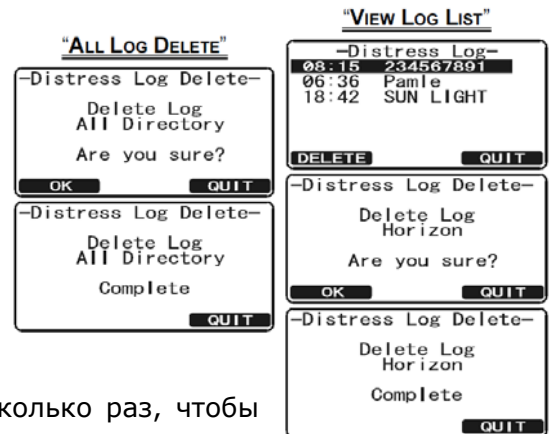 “ALL LOG DELETE”
-Distress Log Delete-
Delete Log
All Directory
Are you sure?
OK QUIT
-Distress Log Delete-
Delete Log
All Directory
Complete
QUIT
“VIEW LOG LIST”
-Distress Log-
08:15 234567891
06:36 Pamle
18:42 SUN LIGHT
DELETE QUIT
-Distress Log Delete-
Delete Log
Horizon
Are you sure?
OK QUIT
-Distress Log Delete-
Delete Log
Horizon
Complete
QUIT
сколько раз, чтобы